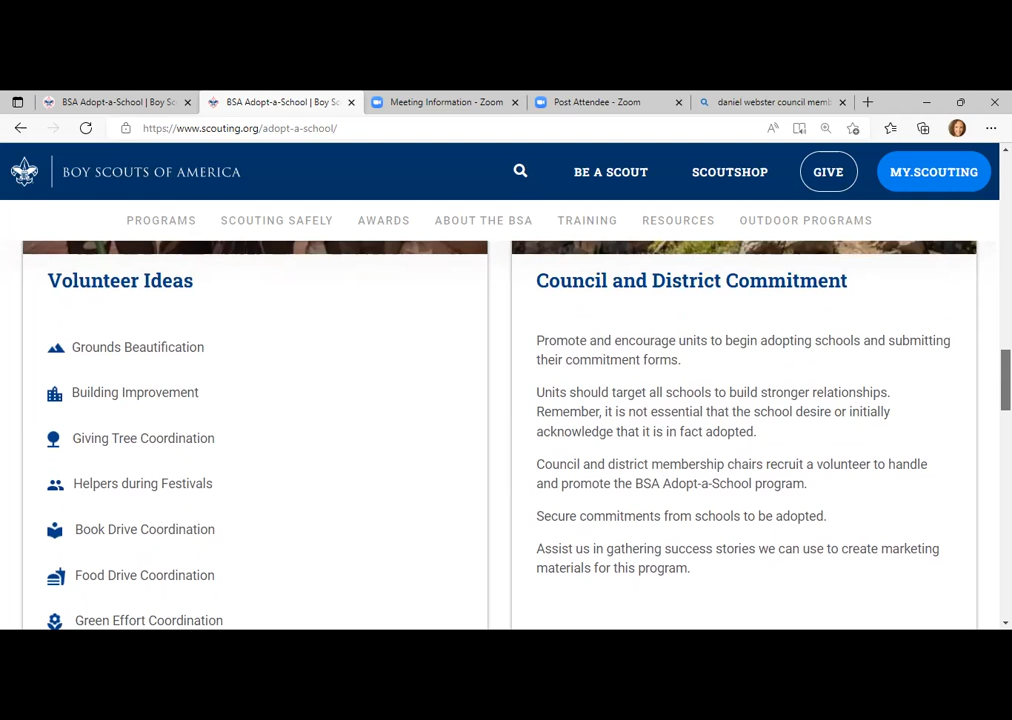 BSA Adopt-a-School | Boy Sc
BSA Adopt-a-School | Boy Sc
Meeting Information - Zoom
Post Attendee - Zoom
daniel webster council memb
https://www.scouting.org/adopt-a-school/
BOY SCOUTS OF AMERICA
BE A SCOUT
SCOUTSHOP
GIVE
MY.SCOUTING
PROGRAMS
SCOUTING SAFELY
AWARDS
ABOUT THE BSA
TRAINING
RESOURCES
OUTDOOR PROGRAMS
Volunteer Ideas
Grounds Beautification
Building Improvement
Giving Tree Coordination
Helpers during Festivals
Book Drive Coordination
Food Drive Coordination
Green Effort Coordination
Council and District Commitment
Promote and encourage units to begin adopting schools and submitting
their commitment forms.
Units should target all schools to build stronger relationships.
Remember, it is not essential that the school desire or initially
acknowledge that it is in fact adopted.
Council and district membership chairs recruit a volunteer to handle
and promote the BSA Adopt-a-School program.
Secure commitments from schools to be adopted.
Assist us in gathering success stories we can use to create marketing
materials for this program.